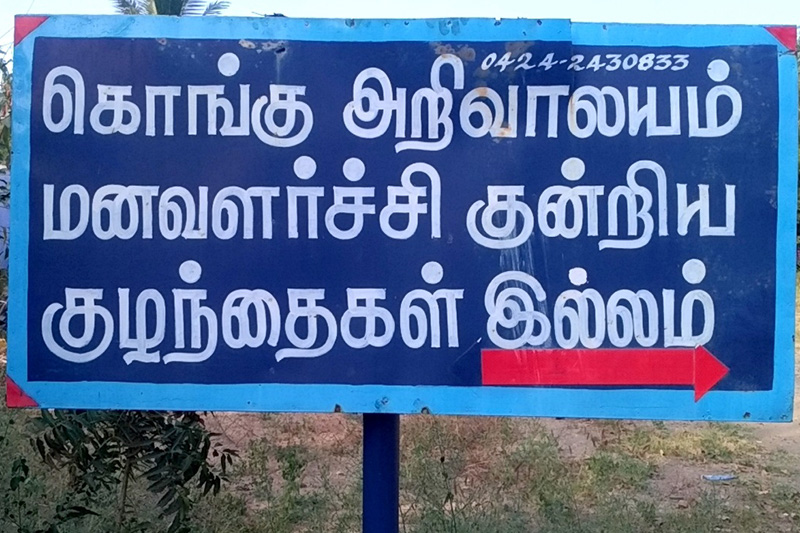 0424-2430833
கொங்கு அறிவாலயம்
மனவளர்ச்சி குன்றிய
குழந்தைகள் இல்லம்